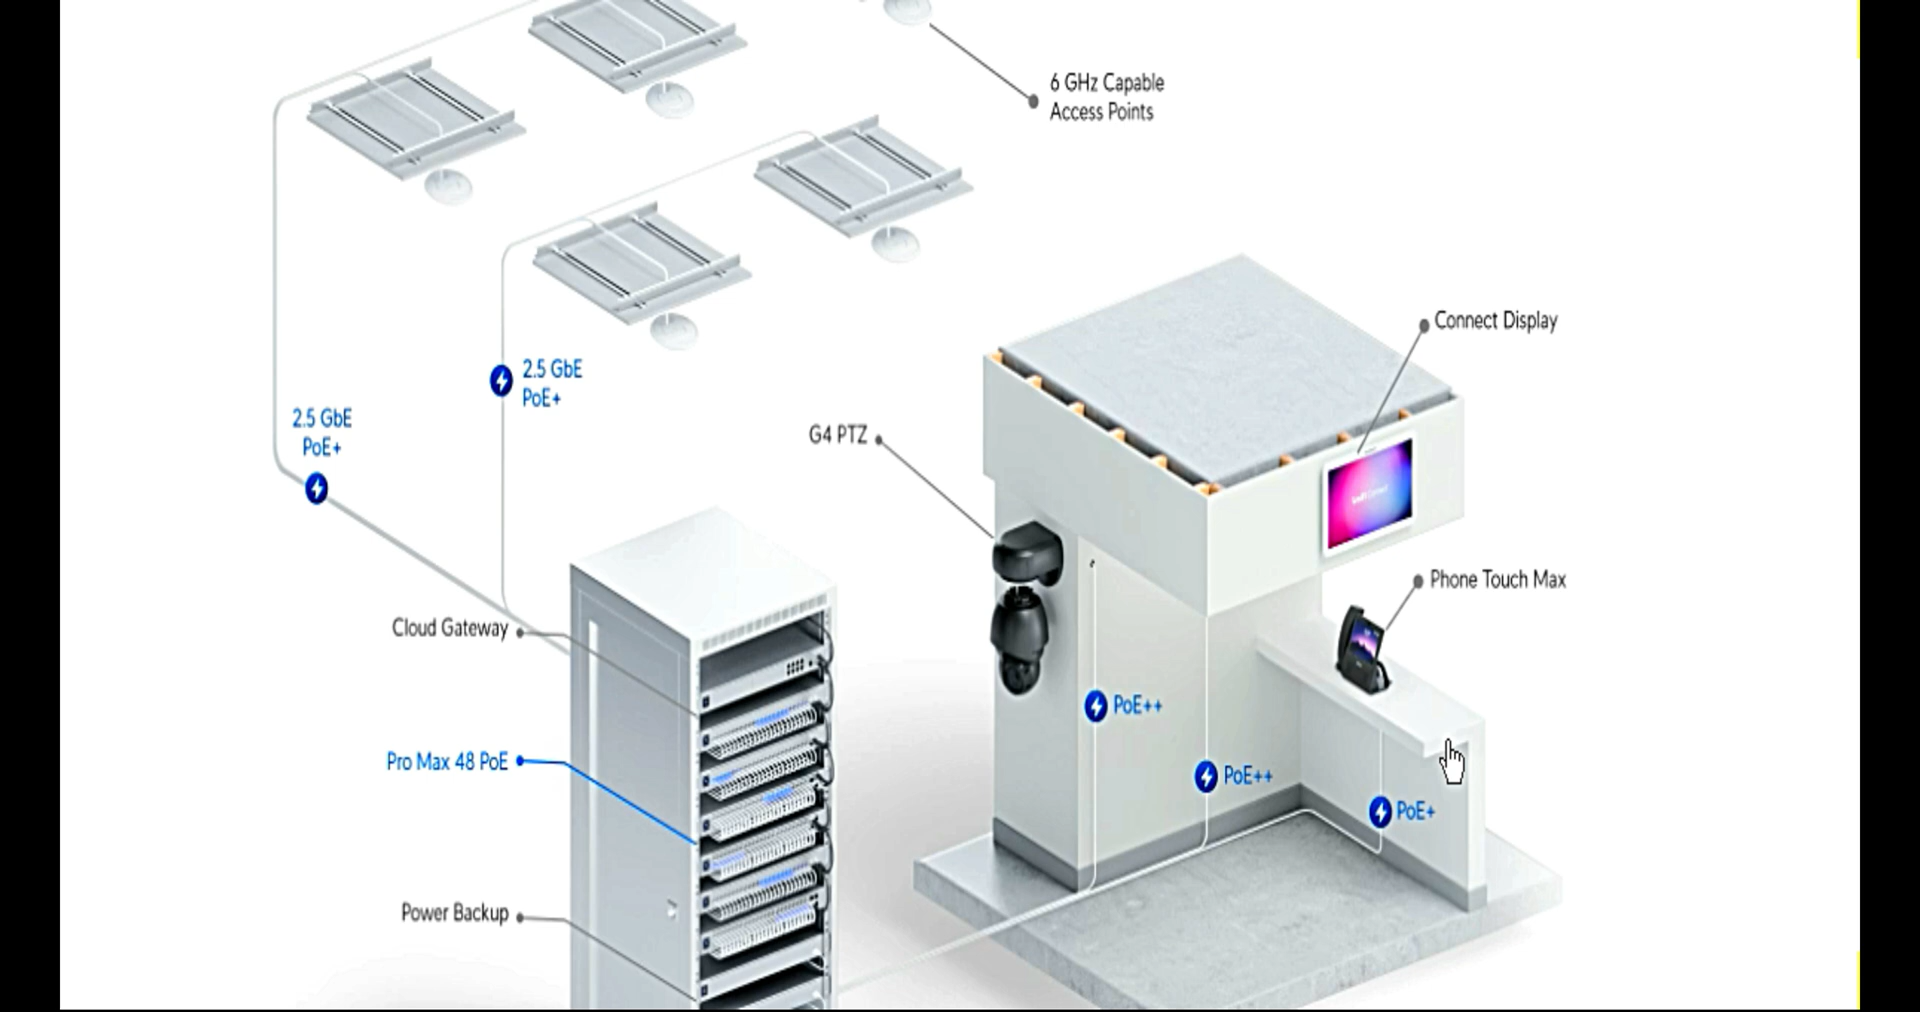 6 GHz Capable
Access Points
Connect Display
2.5 GbE
PoE+
2.5 GbE
PoE+
G4 PTZ
Phone Touch Max
Cloud Gateway
PoE++
Pro Max 48 PoE
PoE++
PoE+
Power Backup